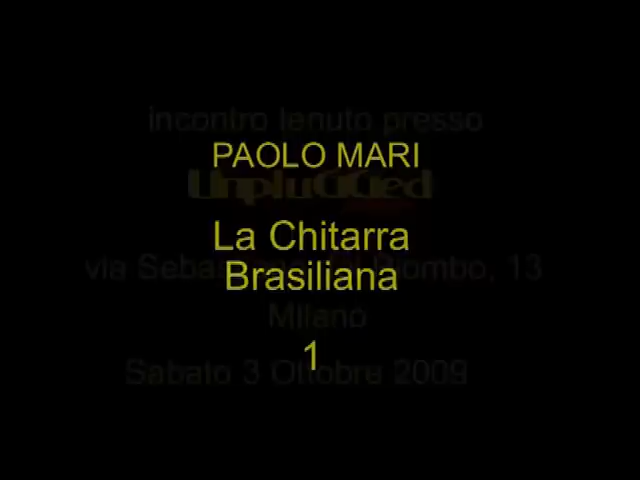 incontro tenuto presso
PAOLO MARI
UnpluGGed
La Chitarra
via Sebastiano del Piombo, 13
Brasiliana
Milano
1
Sabato 3 Ottobre 2009